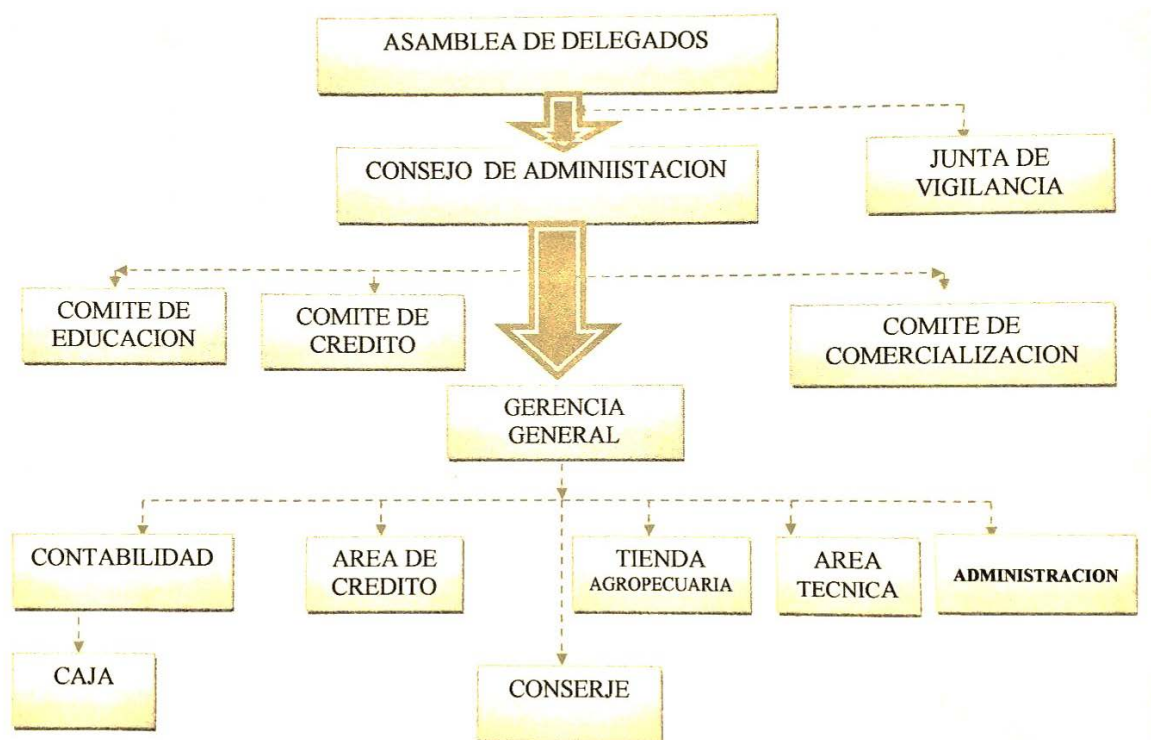 ASAMBLEA DE DELEGADOS
CONSEJO DE ADMINIISTACION
JUNTA DE
VIGILANCIA
COMITE DE
EDUCACION
COMITE DE
CREDITO
COMITE DE
COMERCIALIZACION
GERENCIA
GENERAL
CONTABILIDAD
AREA DE
CREDITO
TIENDA
AGROPECUARIA
AREA
TECNICA
ADMINISTRACION
CAJA
CONSERJE